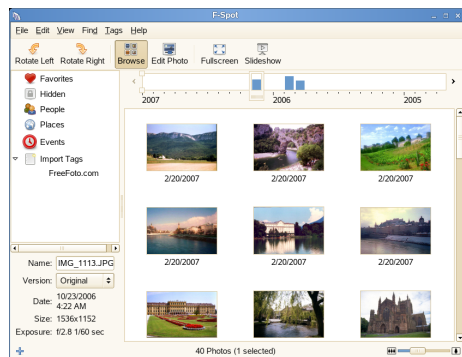 F-Spot
File Edit View Find Tags Help
Rotate Left Rotate Right Browse Edit Photo Fullscreen Slideshow
Favorites
Hidden
People
Places
Events
Import Tags
FreeFoto.com
2007 2006 2005
2/20/2007 2/20/2007 2/20/2007
2/20/2007 2/20/2007 2/20/2007
Name: IMG_1113.JPG
Version: Original
Date: 10/23/2006
4:22 AM
Size: 1536x1152
Exposure: f/2.8 1/60 sec
40 Photos (1 selected)